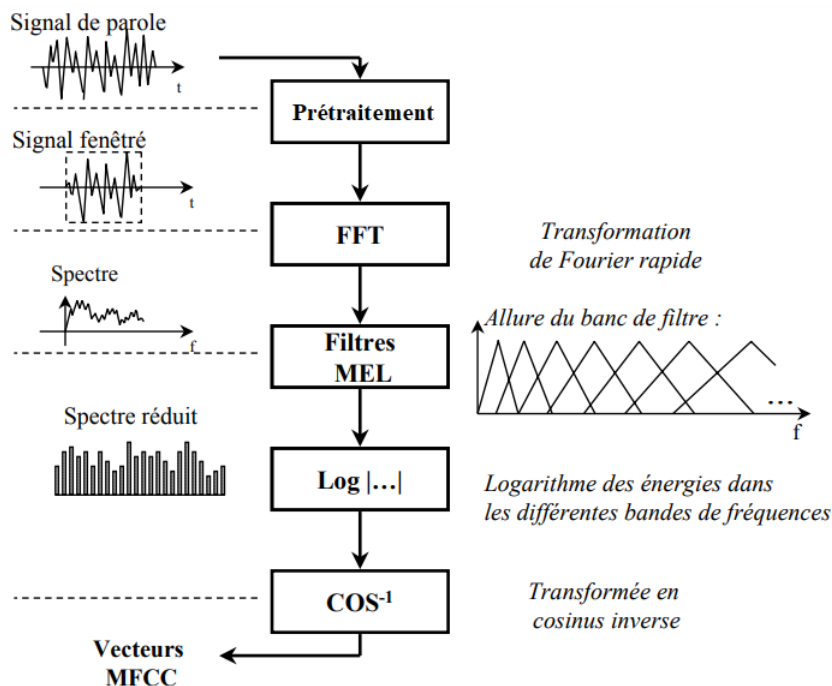 Signal de parole
t
Prétraitement
Signal fenêtré
t
FFT
Transformation
de Fourier rapide
Spectre
f
Filtres
MEL
Allure du banc de filtre :
...
f
Spectre réduit
Log |...|
Logarithme des énergies dans
les différentes bandes de fréquences
COS⁻¹
Transformée en
cosinus inverse
Vecteurs
MFCC